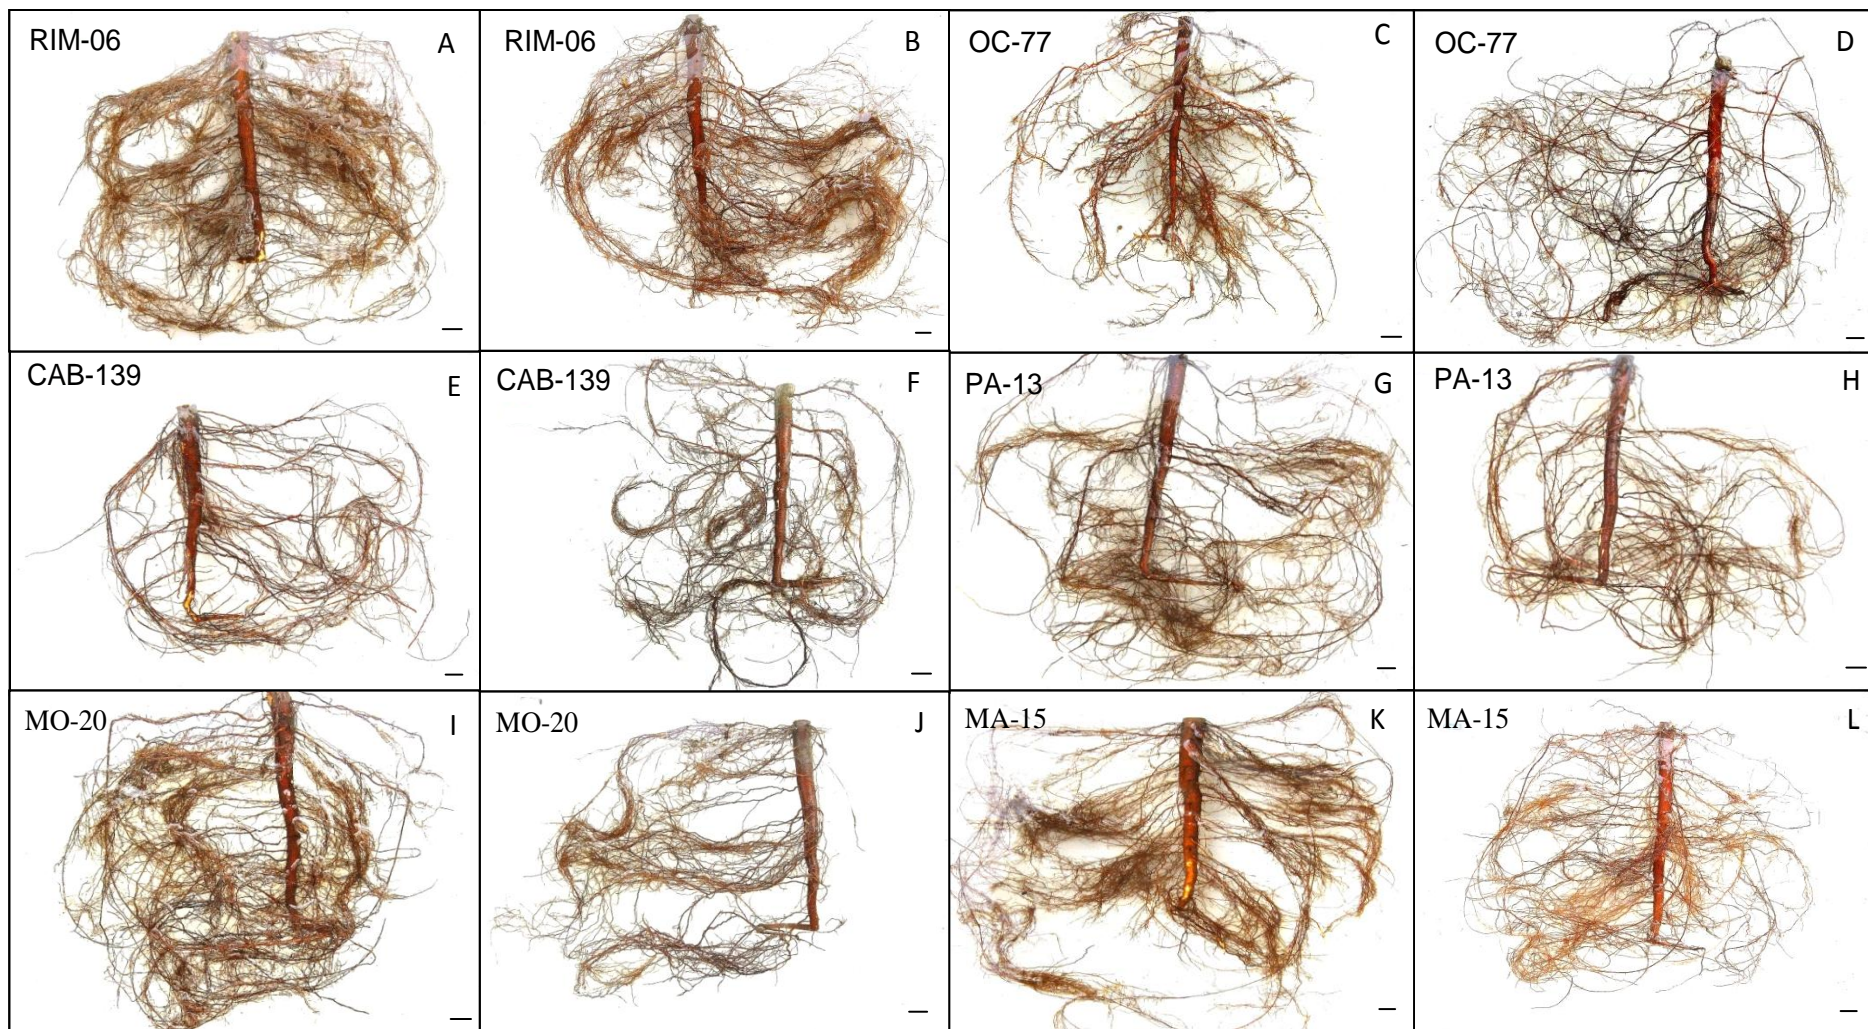 RIM-06 A
RIM-06 B
OC-77 C
OC-77 D
CAB-139 E
CAB-139 F
PA-13 G
PA-13 H
MO-20 I
MO-20 J
MA-15 K
MA-15 L